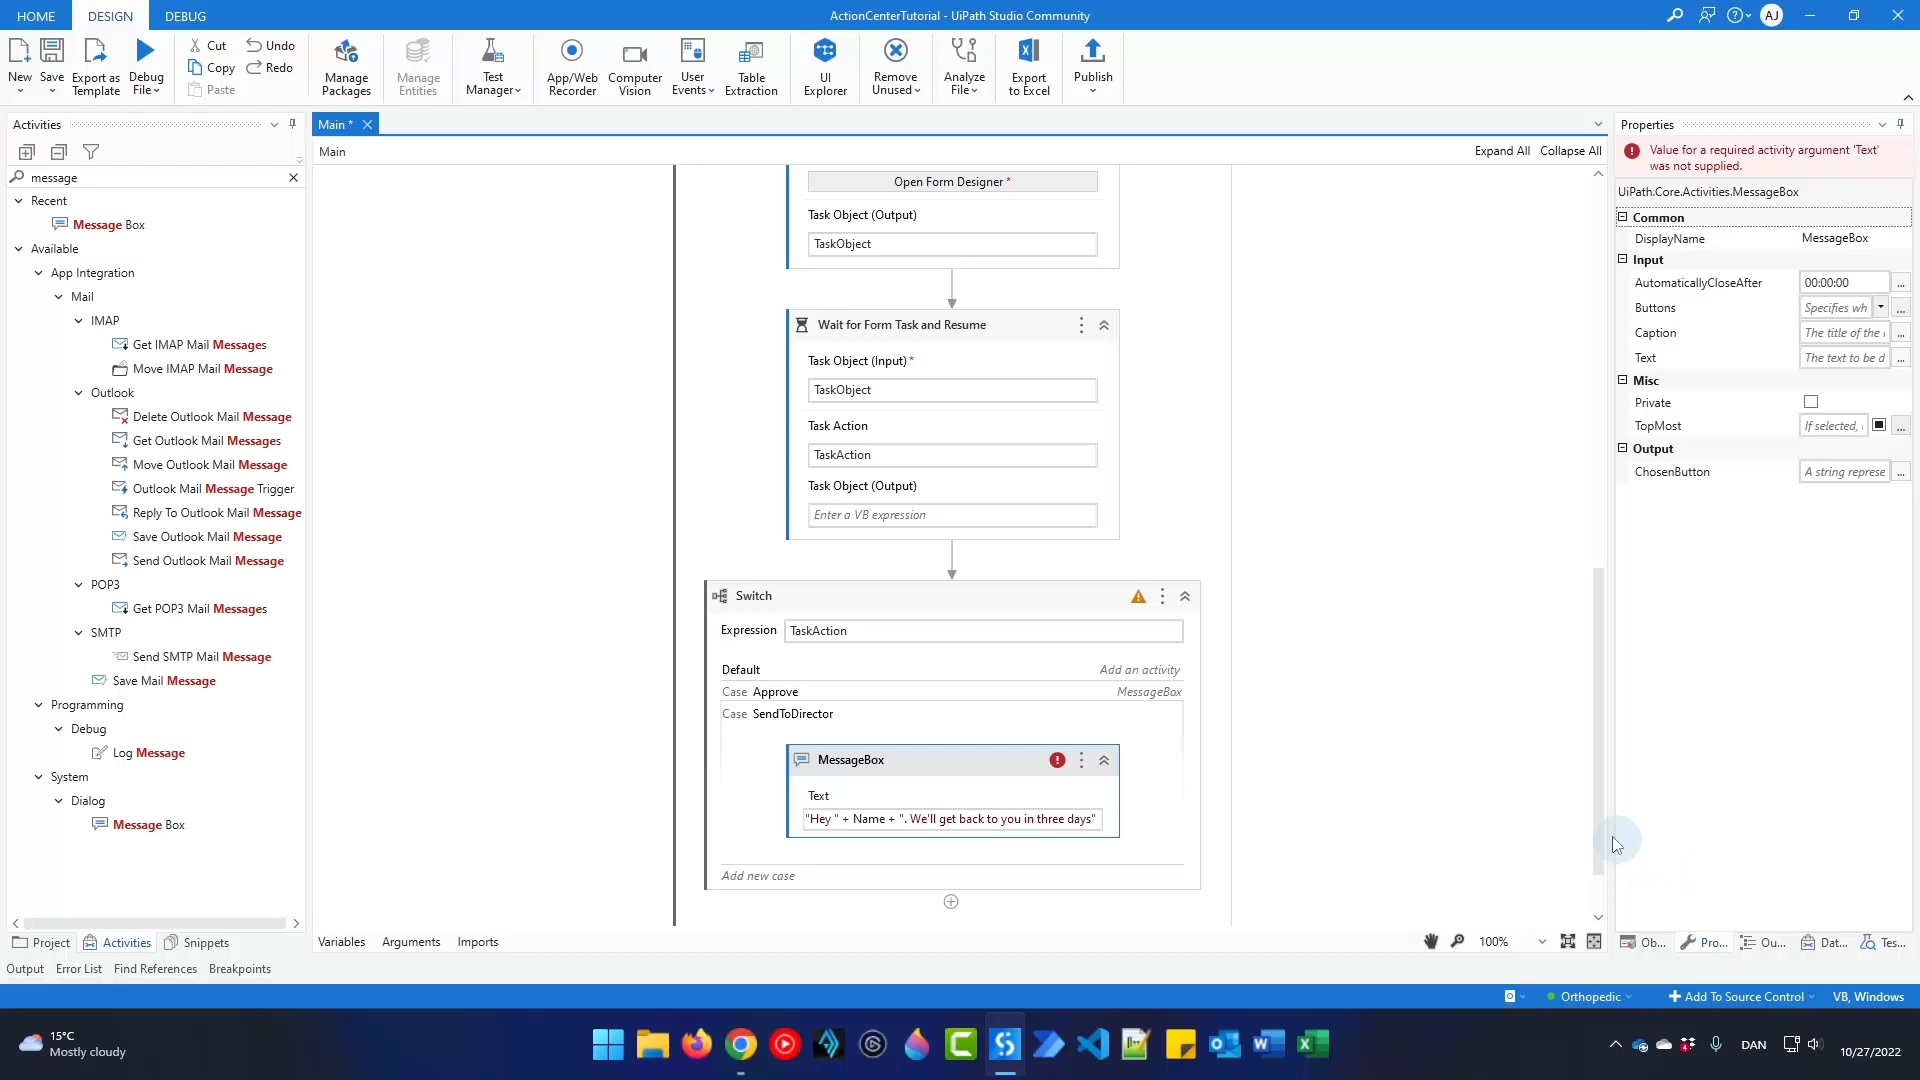 HOME
DESIGN
DEBUG
ActionCenterTutorial - UiPath Studio Community
AJ
New
Save
Export as Template
Debug File
Cut
Copy
Paste
Undo
Redo
Manage Packages
Manage Entities
Test Manager
App/Web Recorder
Computer Vision
User Events
Table Extraction
UI Explorer
Remove Unused
Analyze File
Export to Excel
Publish
Activities
message
Recent
Message Box
Available
App Integration
Mail
IMAP
Get IMAP Mail Messages
Move IMAP Mail Message
Outlook
Delete Outlook Mail Message
Get Outlook Mail Messages
Move Outlook Mail Message
Outlook Mail Message Trigger
Reply To Outlook Mail Message
Save Outlook Mail Message
Send Outlook Mail Message
POP3
Get POP3 Mail Messages
SMTP
Send SMTP Mail Message
Save Mail Message
Programming
Debug
Log Message
System
Dialog
Message Box
Project
Activities
Snippets
Output
Error List
Find References
Breakpoints
Main *
Main
Expand All
Collapse All
Open Form Designer *
Task Object (Output)
TaskObject
Wait for Form Task and Resume
Task Object (Input) *
TaskObject
Task Action
TaskAction
Task Object (Output)
Enter a VB expression
Switch
Expression
TaskAction
Default
Add an activity
Case Approve
MessageBox
Case SendToDirector
MessageBox
Text
"Hey " + Name + ". We'll get back to you in three days"
Add new case
Variables
Arguments
Imports
100%
Properties
Value for a required activity argument 'Text'
was not supplied.
UiPath.Core.Activities.MessageBox
Common
DisplayName
MessageBox
Input
AutomaticallyCloseAfter
00:00:00
...
Buttons
Specifies wh
...
Caption
The title of the
...
Text
The text to be d
...
Misc
Private
TopMost
If selected,
...
Output
ChosenButton
A string represe
...
Ob...
Pro...
Ou...
Dat...
Tes...
Orthopedic
Add To Source Control
VB, Windows
15°C
Mostly cloudy
DAN
10/27/2022